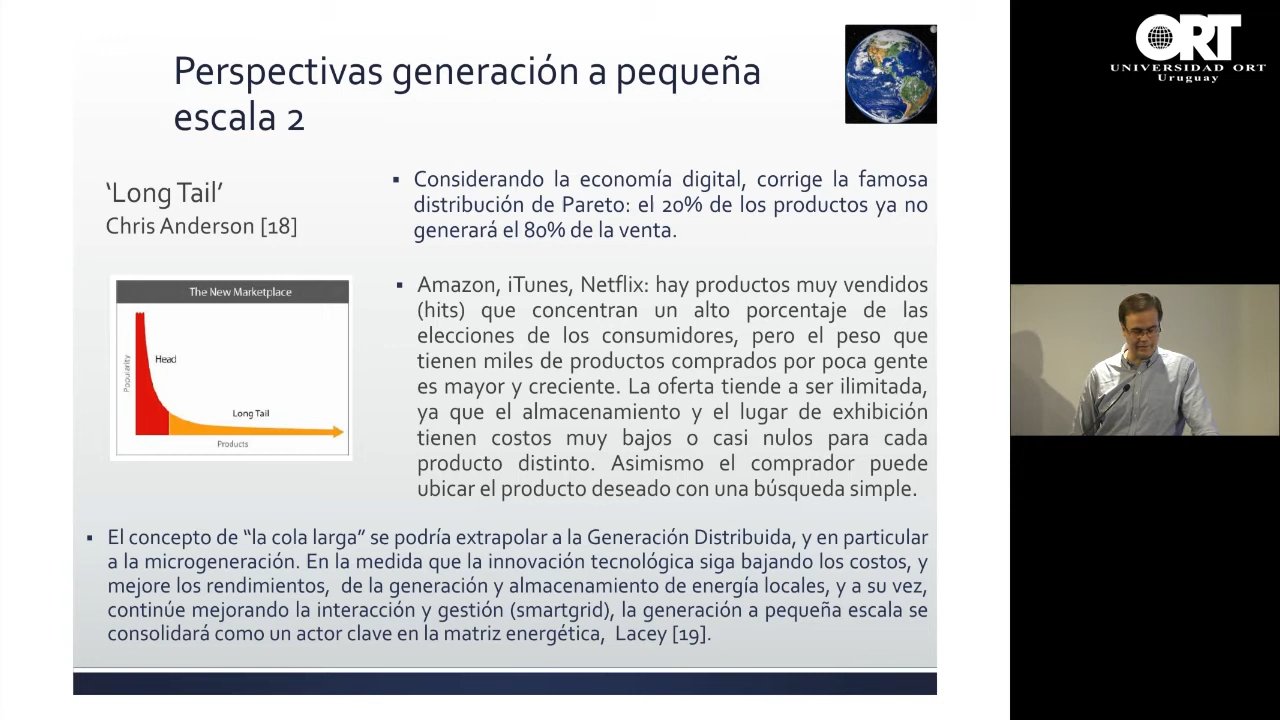 Perspectivas generación a pequeña
escala 2
ORT
UNIVERSIDAD ORT
Uruguay
'Long Tail'
Chris Anderson [18]
▪ Considerando la economía digital, corrige la famosa
distribución de Pareto: el 20% de los productos ya no
generará el 80% de la venta.
The New Marketplace
Popularity
Head
Long Tail
Products
▪ Amazon, iTunes, Netflix: hay productos muy vendidos
(hits) que concentran un alto porcentaje de las
elecciones de los consumidores, pero el peso que
tienen miles de productos comprados por poca gente
es mayor y creciente. La oferta tiende a ser ilimitada,
ya que el almacenamiento y el lugar de exhibición
tienen costos muy bajos o casi nulos para cada
producto distinto. Asimismo el comprador puede
ubicar el producto deseado con una búsqueda simple.
▪ El concepto de “la cola larga” se podría extrapolar a la Generación Distribuida, y en particular
a la microgeneración. En la medida que la innovación tecnológica siga bajando los costos, y
mejore los rendimientos, de la generación y almacenamiento de energía locales, y a su vez,
continúe mejorando la interacción y gestión (smartgrid), la generación a pequeña escala se
consolidará como un actor clave en la matriz energética, Lacey [19].